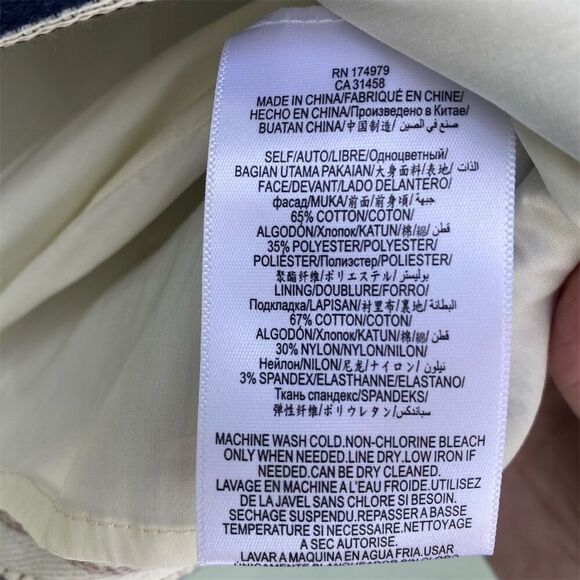 RN 174979
CA 31458
MADE IN CHINA/FABRIQUÉ EN CHINE/
HECHO EN CHINA/Произведено в Китае/
BUATAN CHINA/中国制造/ صنع في الصين
SELF/AUTO/LIBRE/Одноцветный/
BAGIAN UTAMA PAKAIAN/大身面料/表地/ الذات
FACE/DEVANT/LADO DELANTERO/
фасад/MUKA/前面/前身頃/ جبهة
65% COTTON/COTON/
ALGODÓN/Хлопок/KATUN/棉/綿/ قطن
35% POLYESTER/POLYESTER/
POLIÉSTER/Полиэстер/POLIESTER/
聚酯纤维/ポリエステル/ بوليستر
LINING/DOUBLURE/FORRO/
Подкладка/LAPISAN/衬里布/裏地/ البطانة
67% COTTON/COTON/
ALGODÓN/Хлопок/KATUN/棉/綿/ قطن
30% NYLON/NYLON/NILON/
Нейлон/NILON/尼龙/ナイロン/ نيلون
3% SPANDEX/ELASTHANNE/ELASTANO/
Ткань спандекс/SPANDEKS/
弹性纤维/ポリウレタン/ سباندكس
MACHINE WASH COLD.NON-CHLORINE BLEACH
ONLY WHEN NEEDED.LINE DRY.LOW IRON IF
NEEDED.CAN BE DRY CLEANED.
LAVAGE EN MACHINE A L'EAU FROIDE.UTILISEZ
DE LA JAVEL SANS CHLORE SI BESOIN.
SECHAGE SUSPENDU.REPASSER A BASSE
TEMPERATURE SI NECESSAIRE.NETTOYAGE
A SEC AUTORISE.
LAVAR A MAQUINA EN AGUA FRIA.USAR
UNICAMENTE BLANQUEADOR SIN CLORO